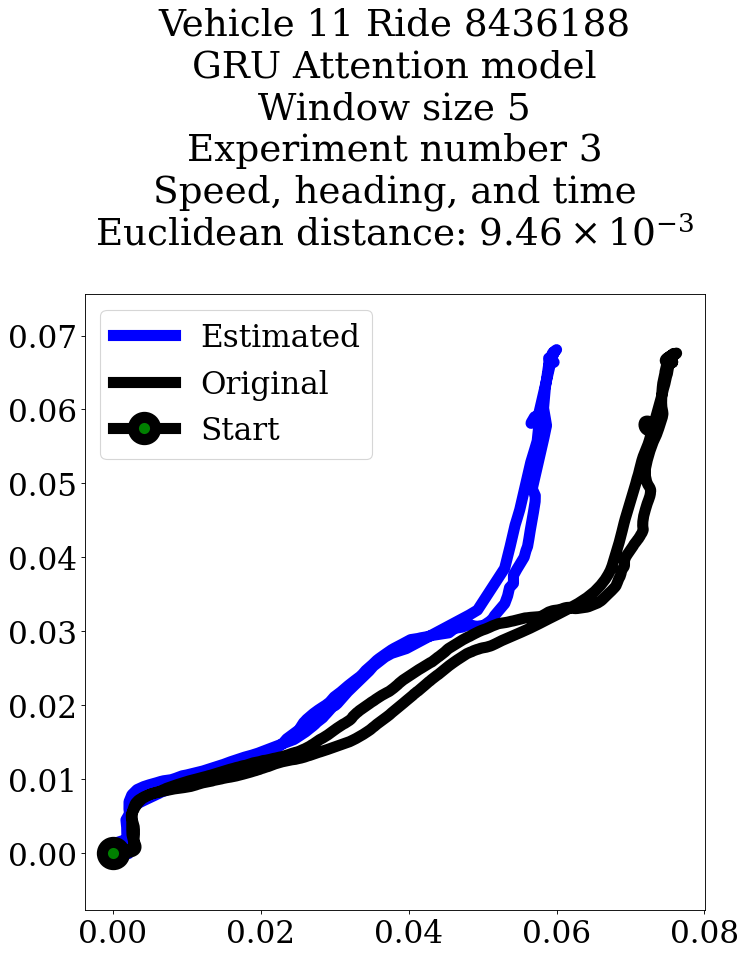 Vehicle 11 Ride 8436188
GRU Attention model
Window size 5
Experiment number 3
Speed, heading, and time
Euclidean distance: 9.46 × 10⁻³
Estimated
Original
Start
0.07
0.06
0.05
0.04
0.03
0.02
0.01
0.00
0.00 0.02 0.04 0.06 0.08